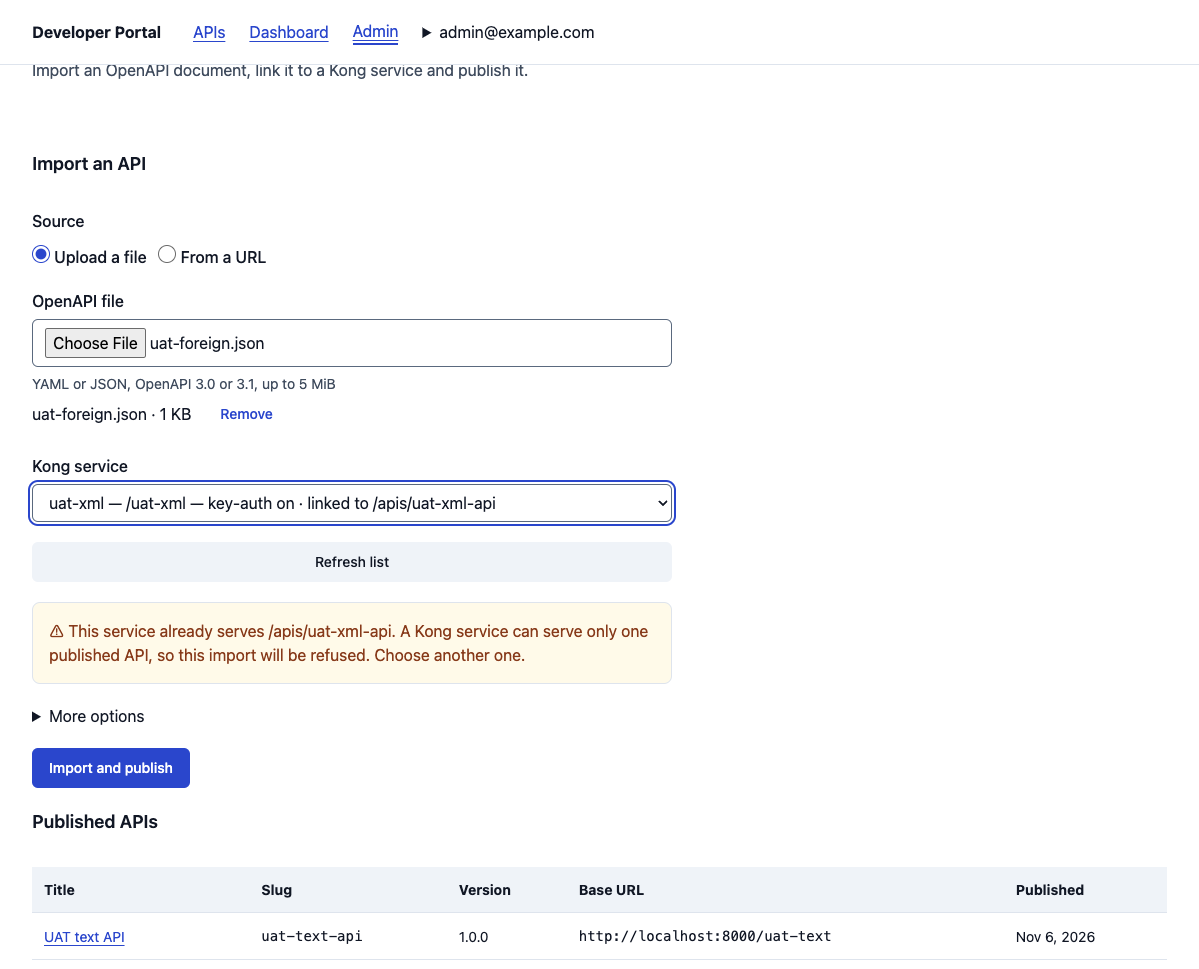 Developer Portal APIs Dashboard Admin ▶ admin@example.com
Import an OpenAPI document, link it to a Kong service and publish it.
Import an API
Source
Upload a file From a URL
OpenAPI file
Choose File uat-foreign.json
YAML or JSON, OpenAPI 3.0 or 3.1, up to 5 MiB
uat-foreign.json · 1 KB Remove
Kong service
uat-xml — /uat-xml — key-auth on · linked to /apis/uat-xml-api
Refresh list
⚠ This service already serves /apis/uat-xml-api. A Kong service can serve only one
published API, so this import will be refused. Choose another one.
▶ More options
Import and publish
Published APIs
Title Slug Version Base URL Published
UAT text API uat-text-api 1.0.0 http://localhost:8000/uat-text Nov 6, 2026